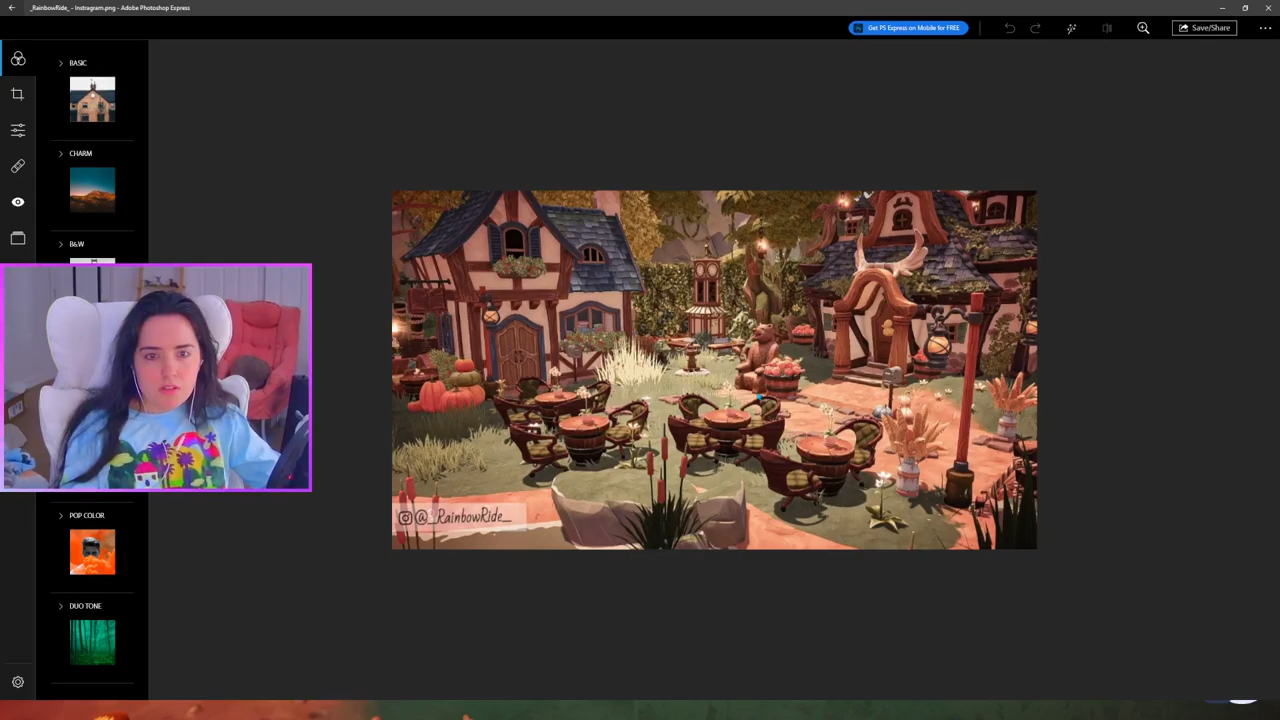 _RainbowRide_ - Instragram.png - Adobe Photoshop Express
Get PS Express on Mobile for FREE
Save/Share
BASIC
CHARM
B&W
POP COLOR
DUO TONE
@_RainbowRide_